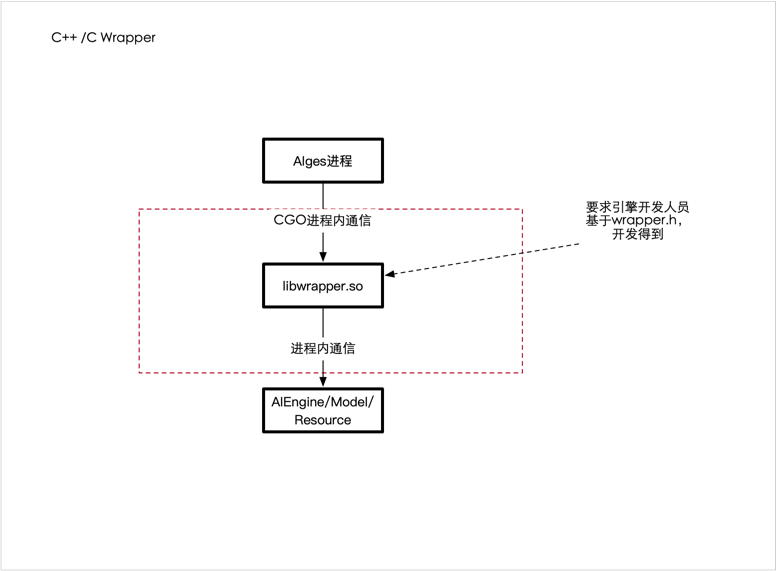 C++ /C Wrapper
AIges进程
CGO进程内通信
要求引擎开发人员
基于wrapper.h,
开发得到
libwrapper.so
进程内通信
AIEngine/Model/
Resource